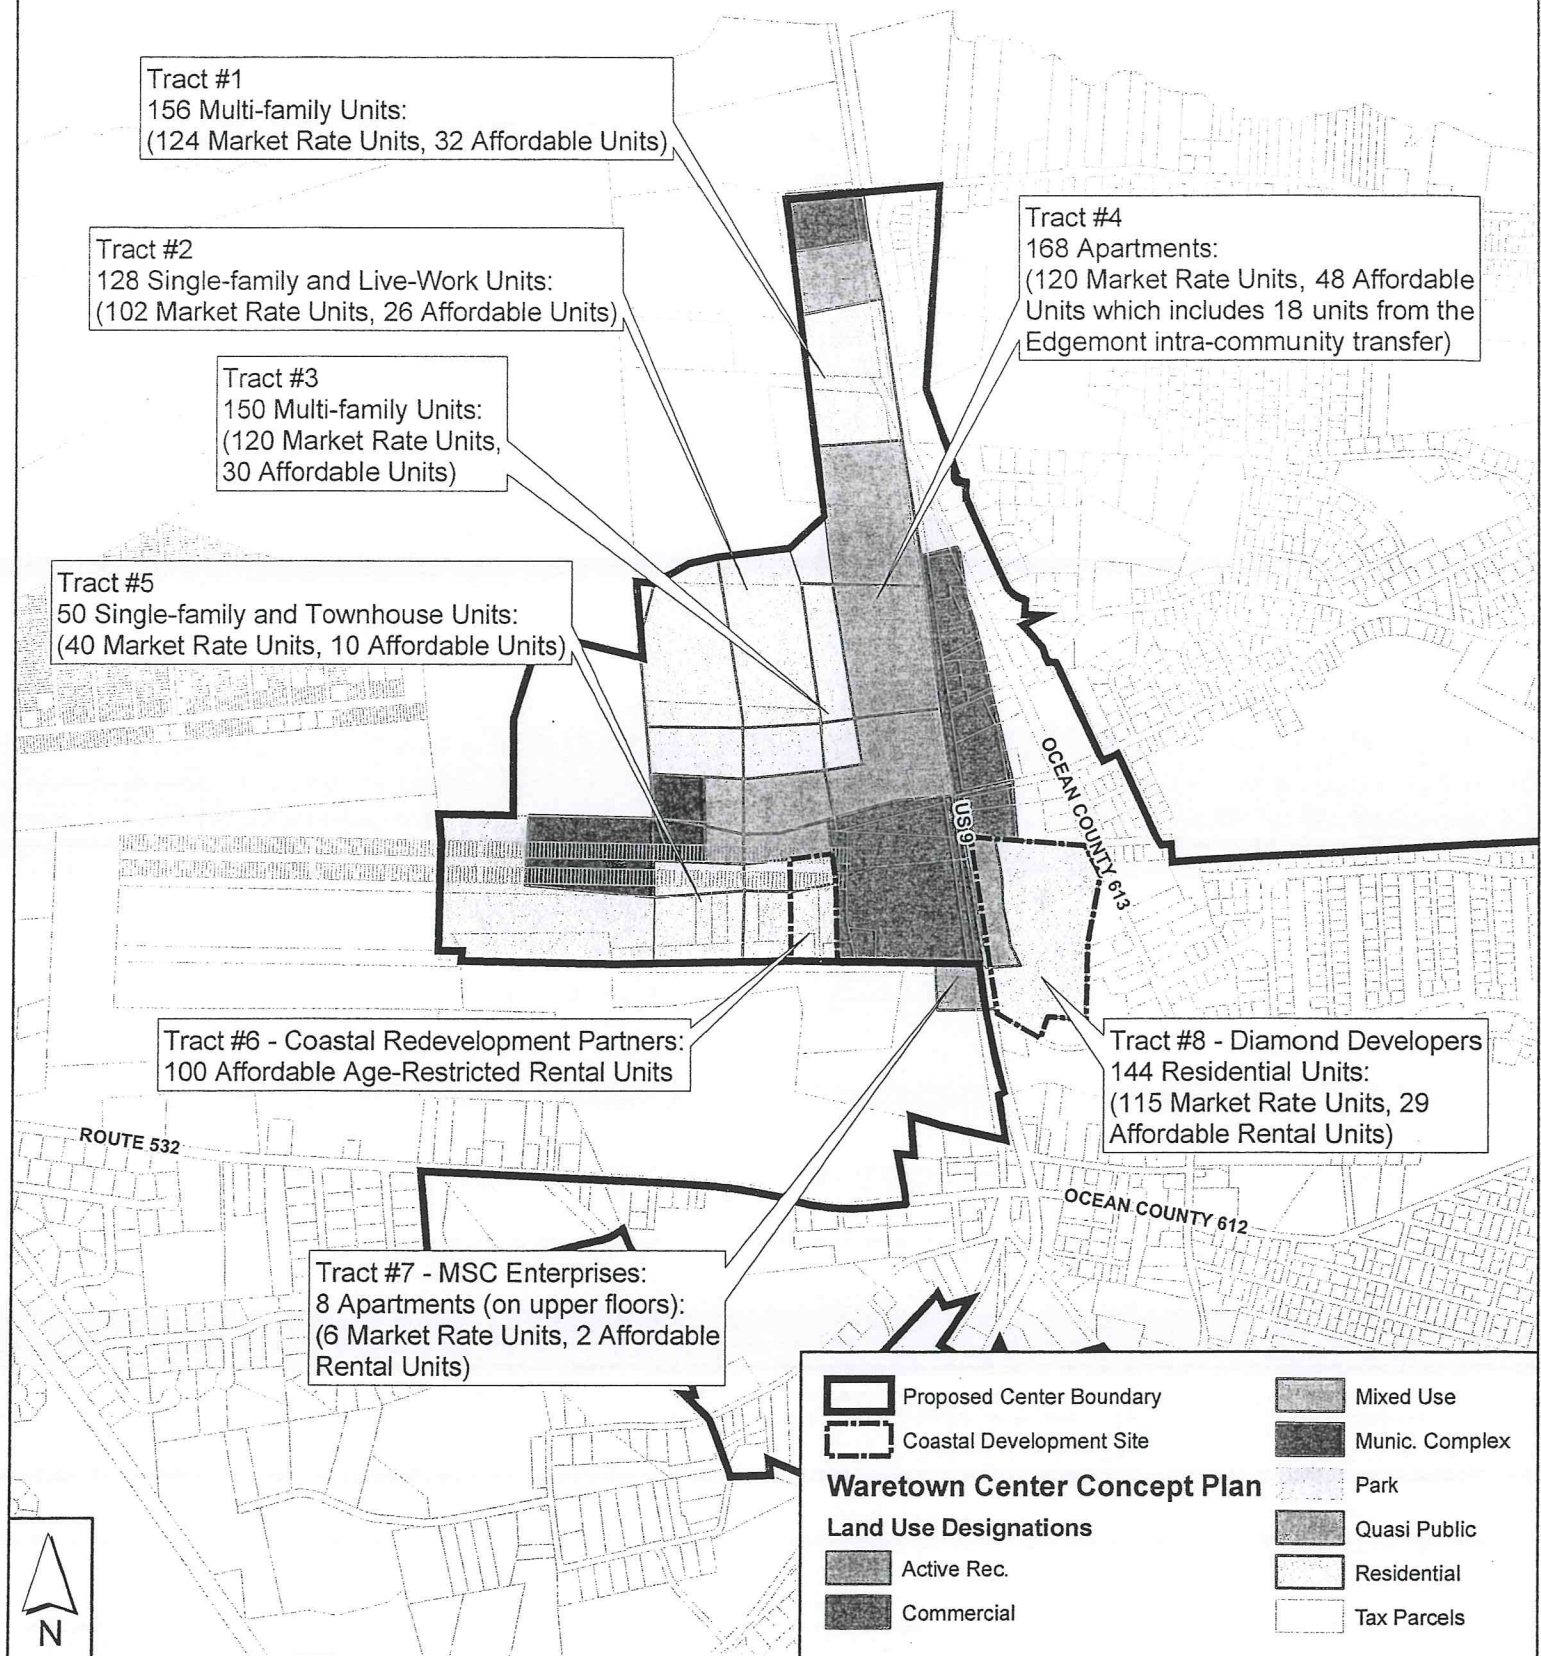 Tract #1
156 Multi-family Units:
(124 Market Rate Units, 32 Affordable Units)
Tract #2
128 Single-family and Live-Work Units:
(102 Market Rate Units, 26 Affordable Units)
Tract #4
168 Apartments:
(120 Market Rate Units, 48 Affordable
Units which includes 18 units from the
Edgemont intra-community transfer)
Tract #3
150 Multi-family Units:
(120 Market Rate Units,
30 Affordable Units)
Tract #5
50 Single-family and Townhouse Units:
(40 Market Rate Units, 10 Affordable Units)
OCEAN COUNTY 613
US 9
Tract #6 - Coastal Redevelopment Partners:
100 Affordable Age-Restricted Rental Units
Tract #8 - Diamond Developers
144 Residential Units:
(115 Market Rate Units, 29
Affordable Rental Units)
ROUTE 532
OCEAN COUNTY 612
Tract #7 - MSC Enterprises:
8 Apartments (on upper floors):
(6 Market Rate Units, 2 Affordable
Rental Units)
Proposed Center Boundary
Coastal Development Site
Waretown Center Concept Plan
Land Use Designations
Active Rec.
Commercial
Mixed Use
Munic. Complex
Park
Quasi Public
Residential
Tax Parcels
N